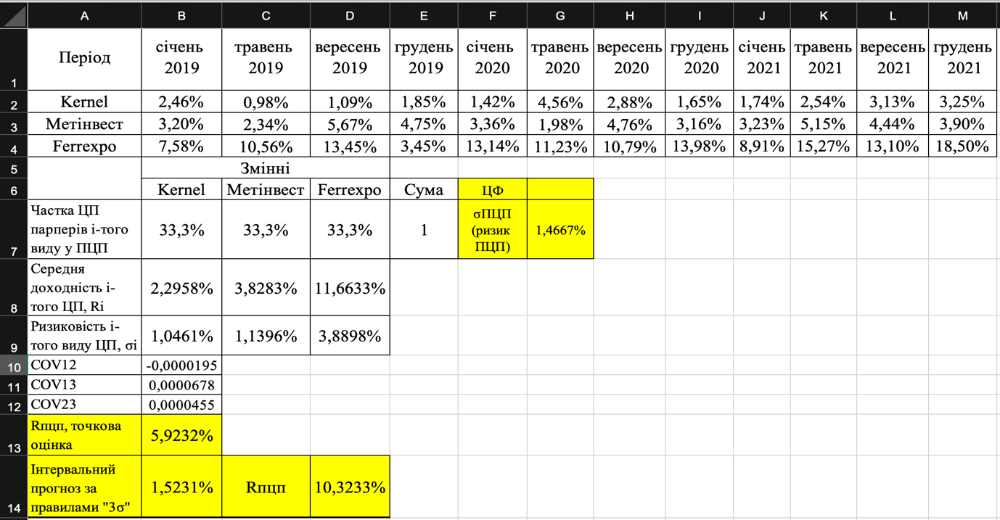 A B C D E F G H I J K L M
1 Період січень 2019 травень 2019 вересень 2019 грудень 2019 січень 2020 травень 2020 вересень 2020 грудень 2020 січень 2021 травень 2021 вересень 2021 грудень 2021
2 Kernel 2,46% 0,98% 1,09% 1,85% 1,42% 4,56% 2,88% 1,65% 1,74% 2,54% 3,13% 3,25%
3 Метінвест 3,20% 2,34% 5,67% 4,75% 3,36% 1,98% 4,76% 3,16% 3,23% 5,15% 4,44% 3,90%
4 Ferrexpo 7,58% 10,56% 13,45% 3,45% 13,14% 11,23% 10,79% 13,98% 8,91% 15,27% 13,10% 18,50%
5 Змінні
6 Kernel Метінвест Ferrexpo Сума ЦФ
7 Частка ЦП парперів і-того виду у ПЦП 33,3% 33,3% 33,3% 1 σПЦП (ризик ПЦП) 1,4667%
8 Середня доходність і-того ЦП, Ri 2,2958% 3,8283% 11,6633%
9 Ризиковість і-того виду ЦП, σi 1,0461% 1,1396% 3,8898%
10 COV12 -0,0000195
11 COV13 0,0000678
12 COV23 0,0000455
13 Rпцп, точкова оцінка 5,9232%
14 Інтервальний прогноз за правилами "3σ" 1,5231% Rпцп 10,3233%